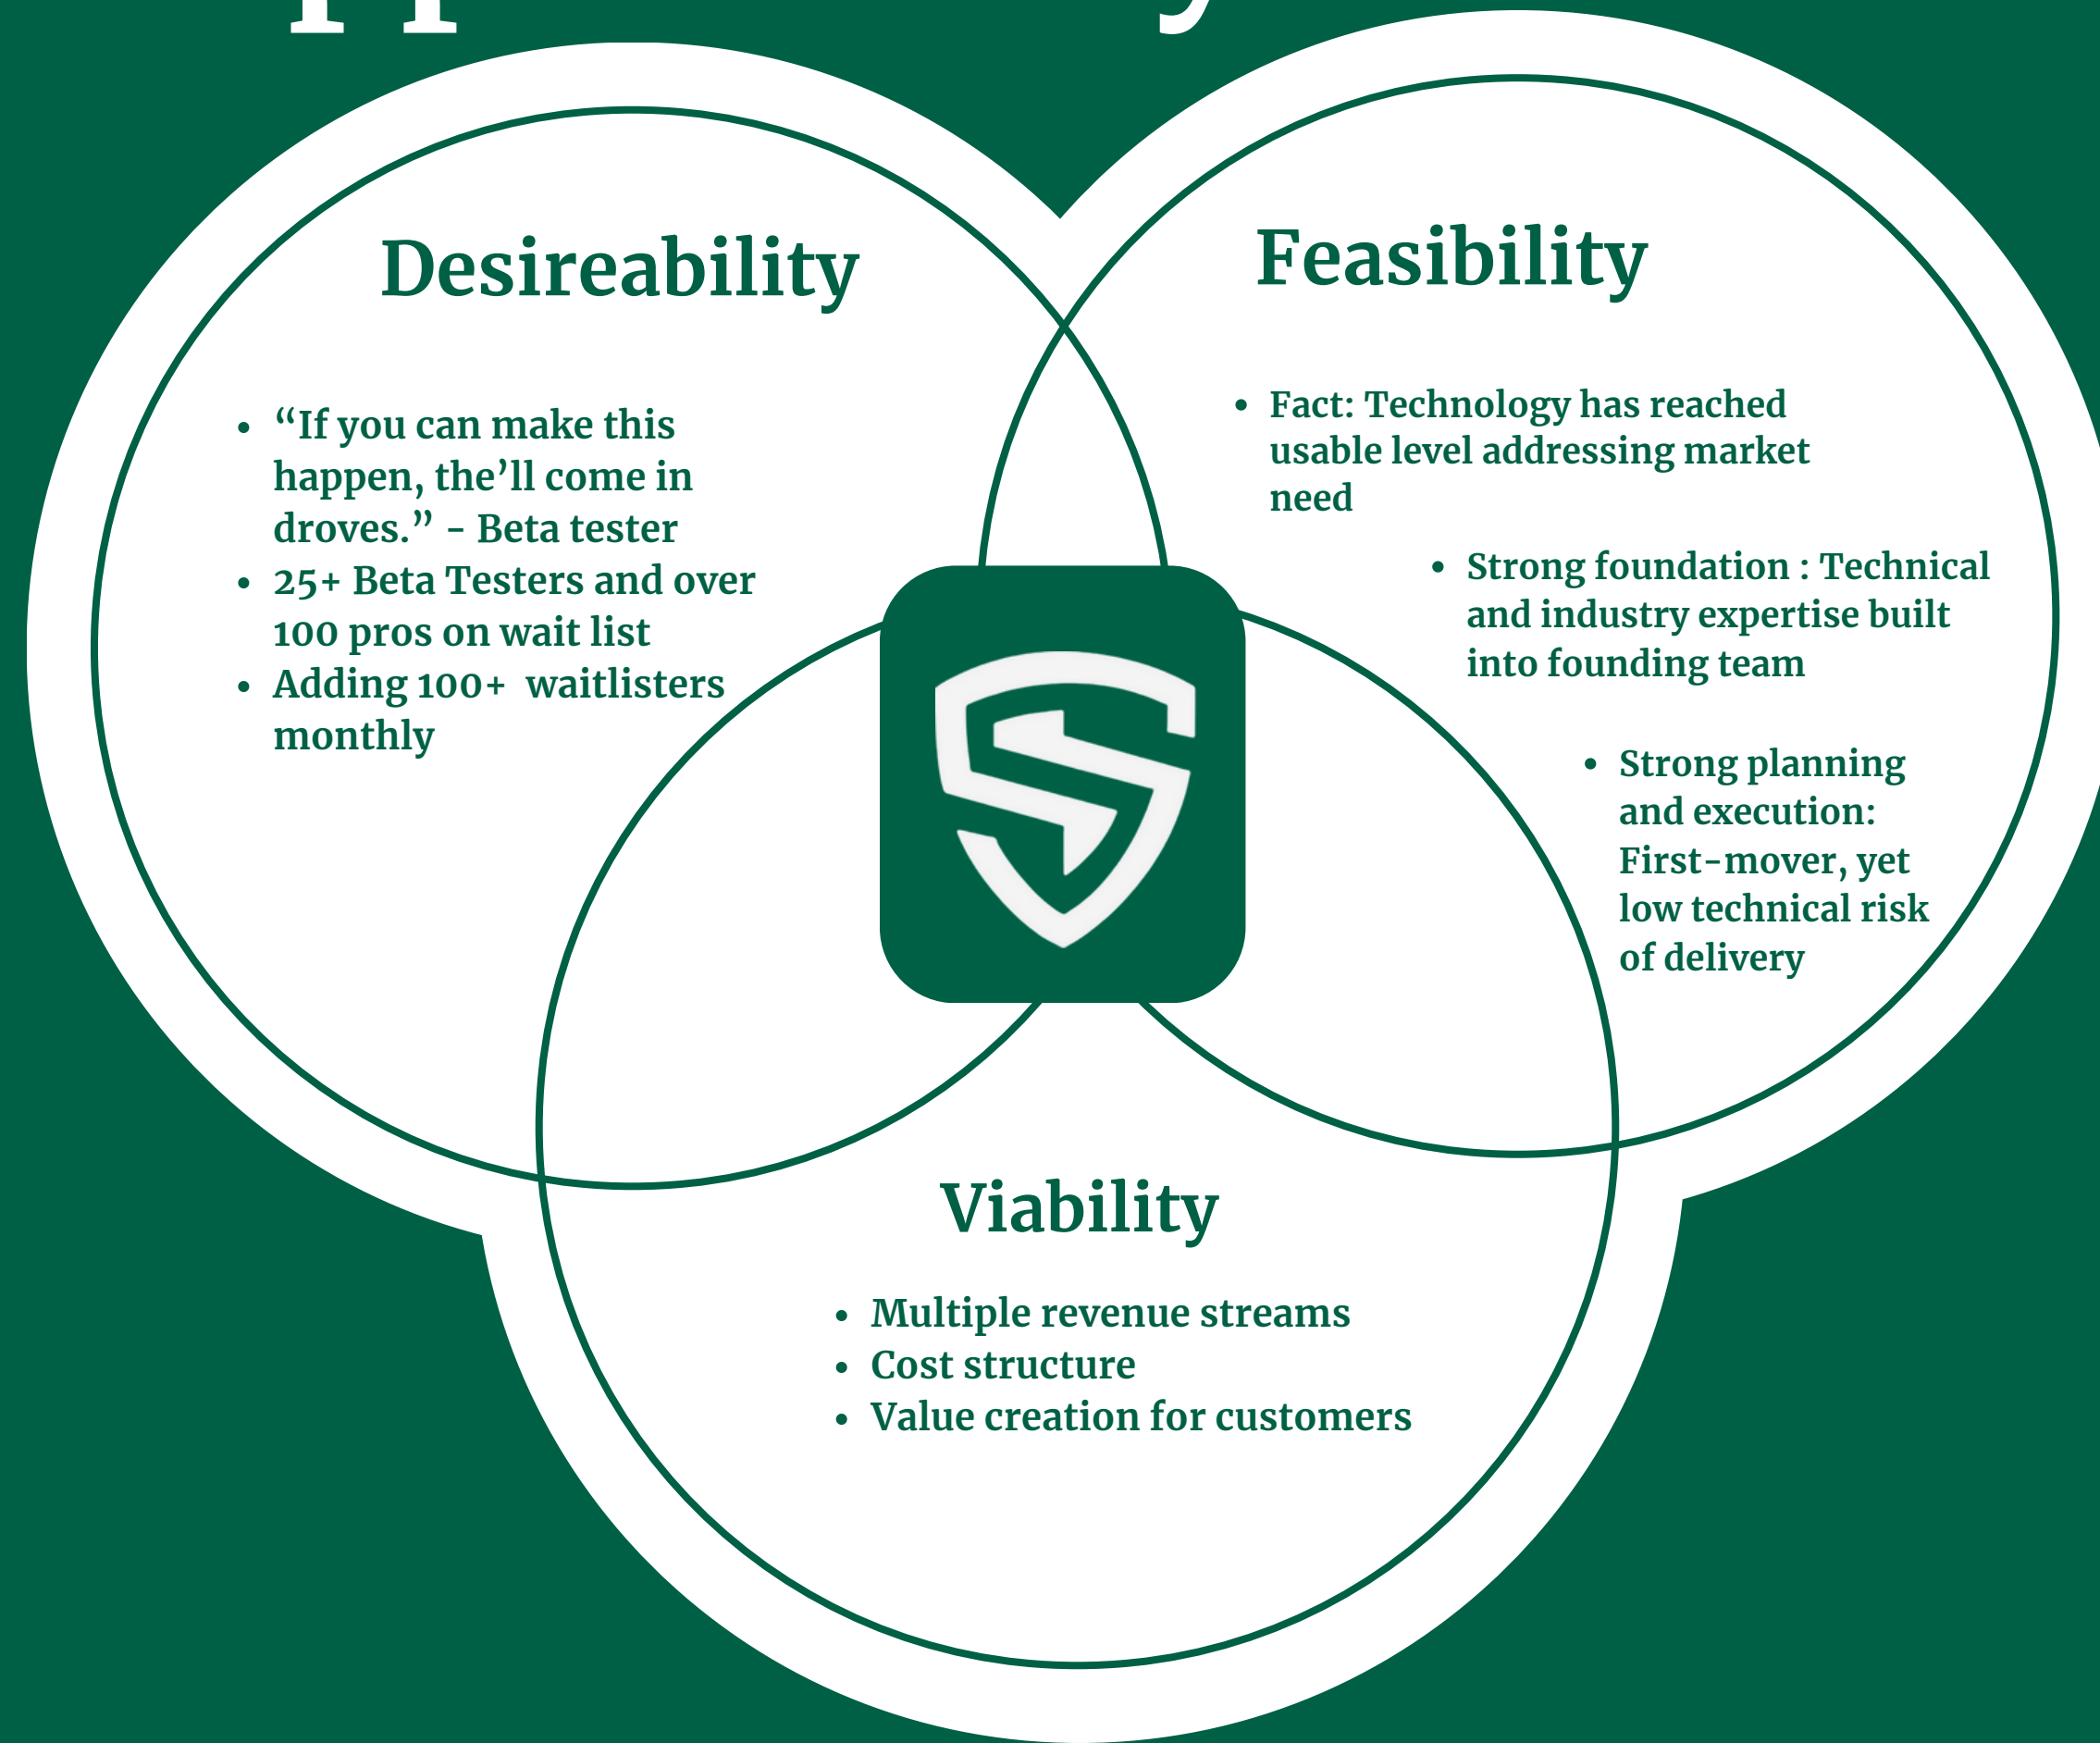 Desireability
“If you can make this
happen, the’ll come in
droves.” - Beta tester
25+ Beta Testers and over
100 pros on wait list
Adding 100+  waitlisters
monthly
Feasibility
Fact: Technology has reached
usable level addressing market
need
Strong foundation : Technical
and industry expertise built
into founding team
Strong planning
and execution:
First-mover, yet
low technical risk
of delivery
Viability
Multiple revenue streams
Cost structure
Value creation for customers